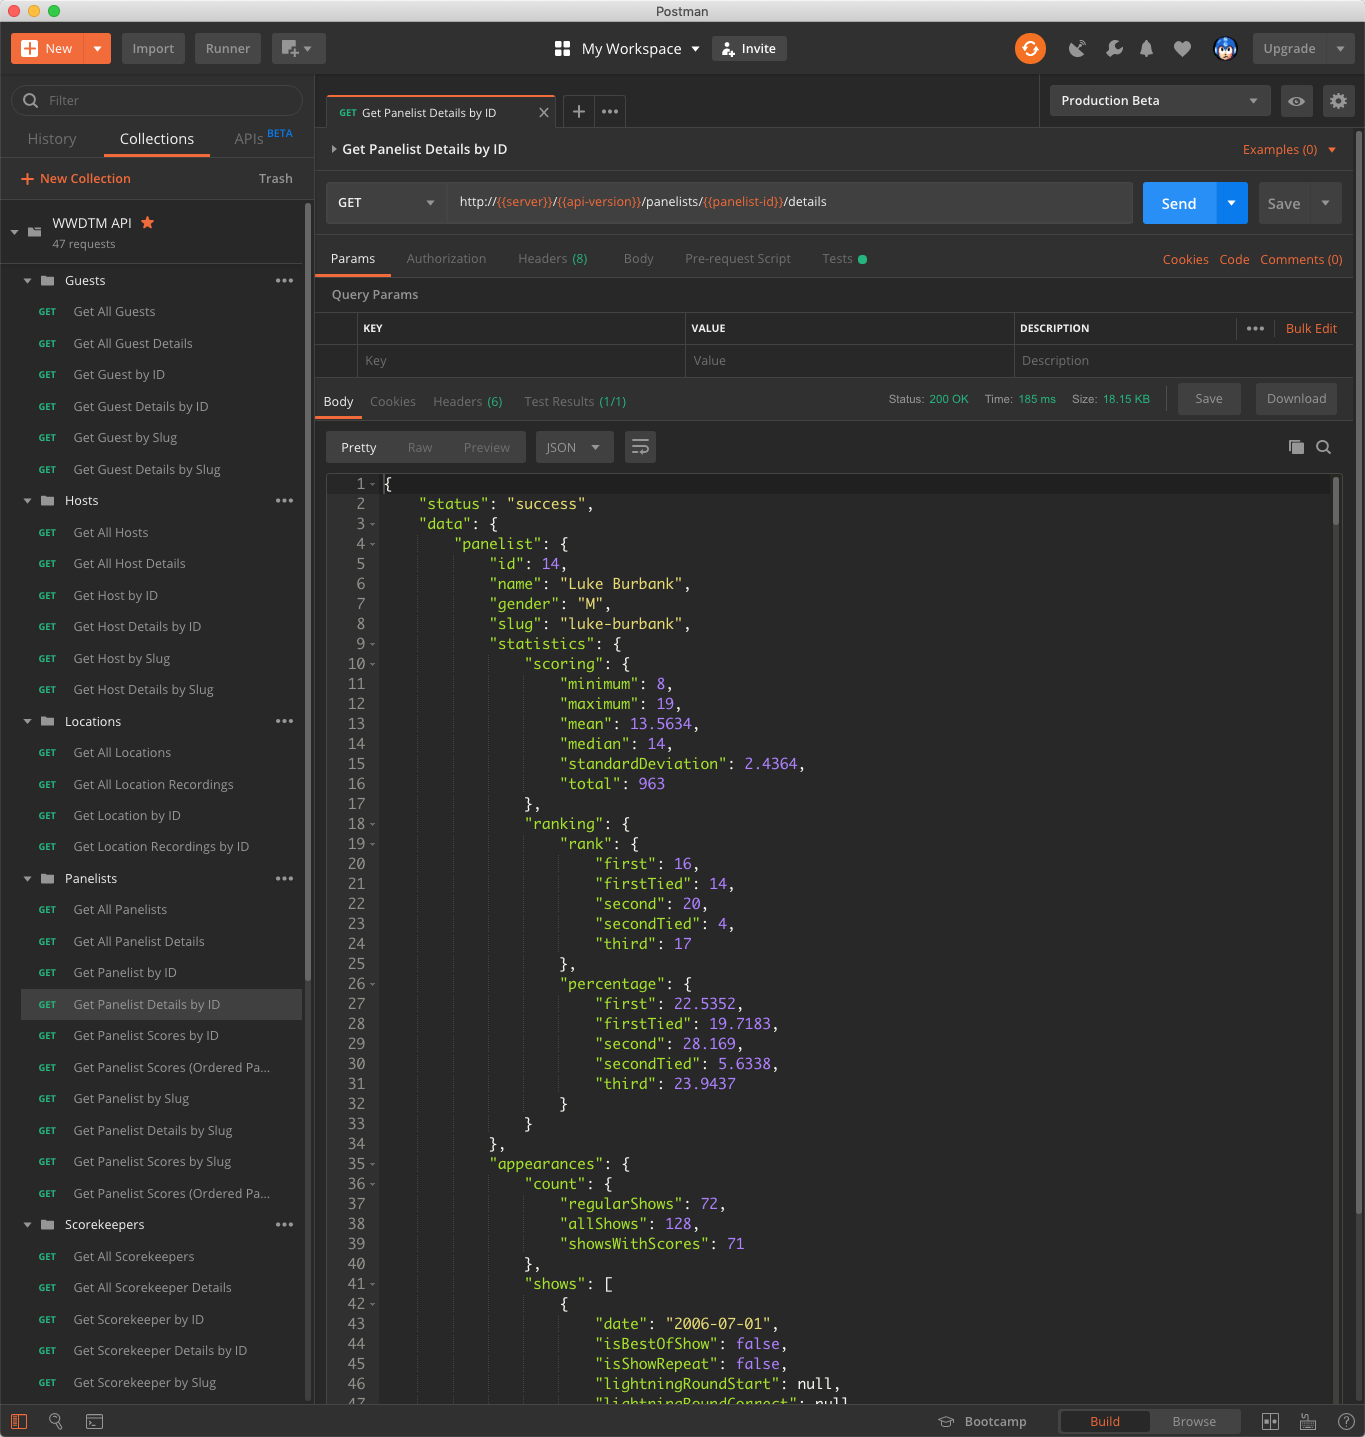 Postman
New
Import
Runner
My Workspace
Invite
Upgrade
Filter
History
Collections
APIs BETA
New Collection
Trash
WWDTM API
47 requests
Guests
GET Get All Guests
GET Get All Guest Details
GET Get Guest by ID
GET Get Guest Details by ID
GET Get Guest by Slug
GET Get Guest Details by Slug
Hosts
GET Get All Hosts
GET Get All Host Details
GET Get Host by ID
GET Get Host Details by ID
GET Get Host by Slug
GET Get Host Details by Slug
Locations
GET Get All Locations
GET Get All Location Recordings
GET Get Location by ID
GET Get Location Recordings by ID
Panelists
GET Get All Panelists
GET Get All Panelist Details
GET Get Panelist by ID
GET Get Panelist Details by ID
GET Get Panelist Scores by ID
GET Get Panelist Scores (Ordered Pa...
GET Get Panelist by Slug
GET Get Panelist Details by Slug
GET Get Panelist Scores by Slug
GET Get Panelist Scores (Ordered Pa...
Scorekeepers
GET Get All Scorekeepers
GET Get All Scorekeeper Details
GET Get Scorekeeper by ID
GET Get Scorekeeper Details by ID
GET Get Scorekeeper by Slug
GET Get Panelist Details by ID
Production Beta
Get Panelist Details by ID
Examples (0)
GET
http://{{server}}/{{api-version}}/panelists/{{panelist-id}}/details
Send
Save
Params Authorization Headers (8) Body Pre-request Script Tests
Cookies Code Comments (0)
Query Params
KEY VALUE DESCRIPTION Bulk Edit
Key Value Description
Body Cookies Headers (6) Test Results (1/1)
Status: 200 OK Time: 185 ms Size: 18.15 KB
Save Download
Pretty Raw Preview JSON
1 {
2 "status": "success",
3 "data": {
4 "panelist": {
5 "id": 14,
6 "name": "Luke Burbank",
7 "gender": "M",
8 "slug": "luke-burbank",
9 "statistics": {
10 "scoring": {
11 "minimum": 8,
12 "maximum": 19,
13 "mean": 13.5634,
14 "median": 14,
15 "standardDeviation": 2.4364,
16 "total": 963
17 },
18 "ranking": {
19 "rank": {
20 "first": 16,
21 "firstTied": 14,
22 "second": 20,
23 "secondTied": 4,
24 "third": 17
25 },
26 "percentage": {
27 "first": 22.5352,
28 "firstTied": 19.7183,
29 "second": 28.169,
30 "secondTied": 5.6338,
31 "third": 23.9437
32 }
33 }
34 },
35 "appearances": {
36 "count": {
37 "regularShows": 72,
38 "allShows": 128,
39 "showsWithScores": 71
40 },
41 "shows": [
42 {
43 "date": "2006-07-01",
44 "isBestOfShow": false,
45 "isShowRepeat": false,
46 "lightningRoundStart": null,
47 "lightningRoundCorrect": null
Bootcamp
Build
Browse